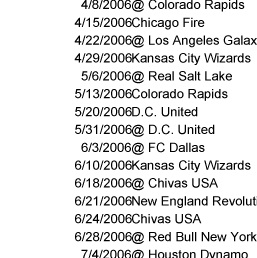 4/8/2006@ Colorado Rapids
4/15/2006Chicago Fire
4/22/2006@ Los Angeles Galax
4/29/2006Kansas City Wizards
5/6/2006@ Real Salt Lake
5/13/2006Colorado Rapids
5/20/2006D.C. United
5/31/2006@ D.C. United
6/3/2006@ FC Dallas
6/10/2006Kansas City Wizards
6/18/2006@ Chivas USA
6/21/2006New England Revoluti
6/24/2006Chivas USA
6/28/2006@ Red Bull New York
7/4/2006@ Houston Dynamo